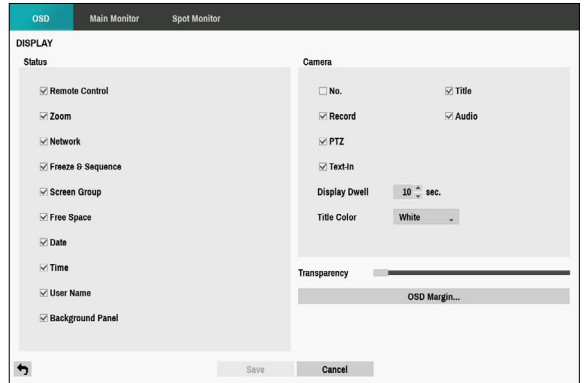 OSD Main Monitor Spot Monitor
DISPLAY
Status
Remote Control
Zoom
Network
Freeze & Sequence
Screen Group
Free Space
Date
Time
User Name
Background Panel
Camera
No. Title
Record Audio
PTZ
Text-In
Display Dwell 10 sec.
Title Color White
Transparency
OSD Margin...
Save Cancel